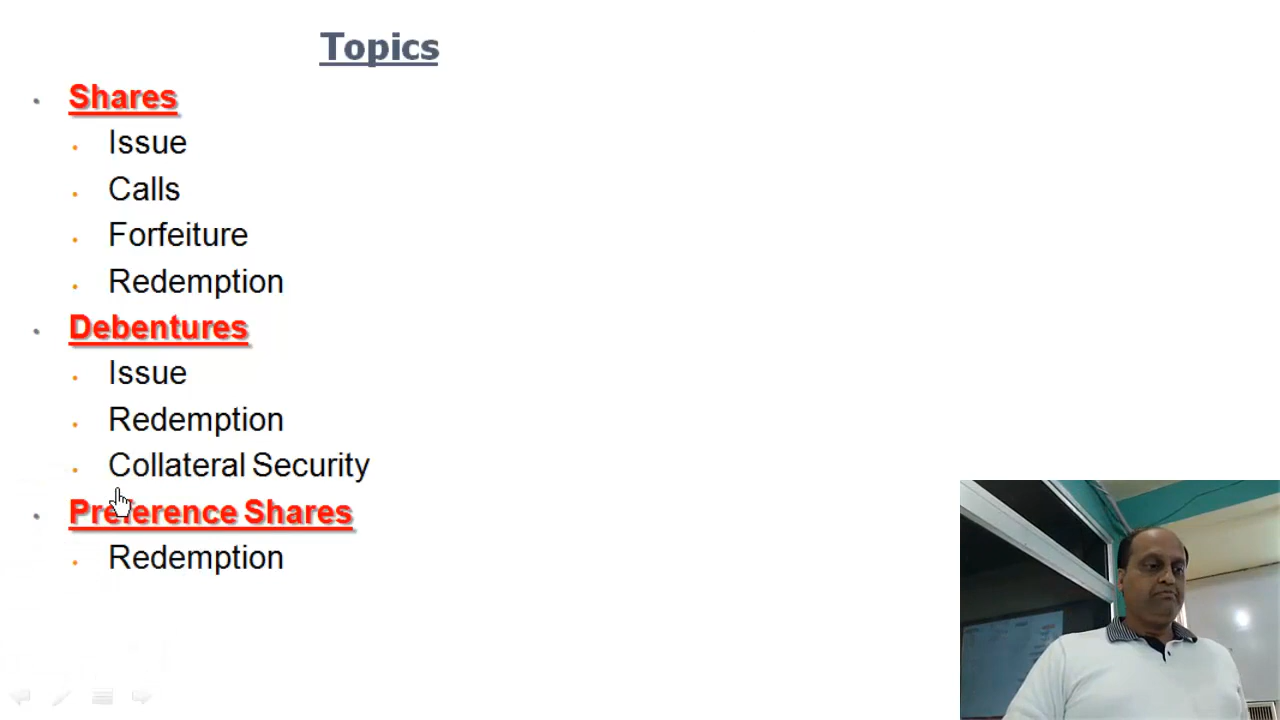 Topics
Shares
Issue
Calls
Forfeiture
Redemption
Debentures
Issue
Redemption
Collateral Security
Preference Shares
Redemption